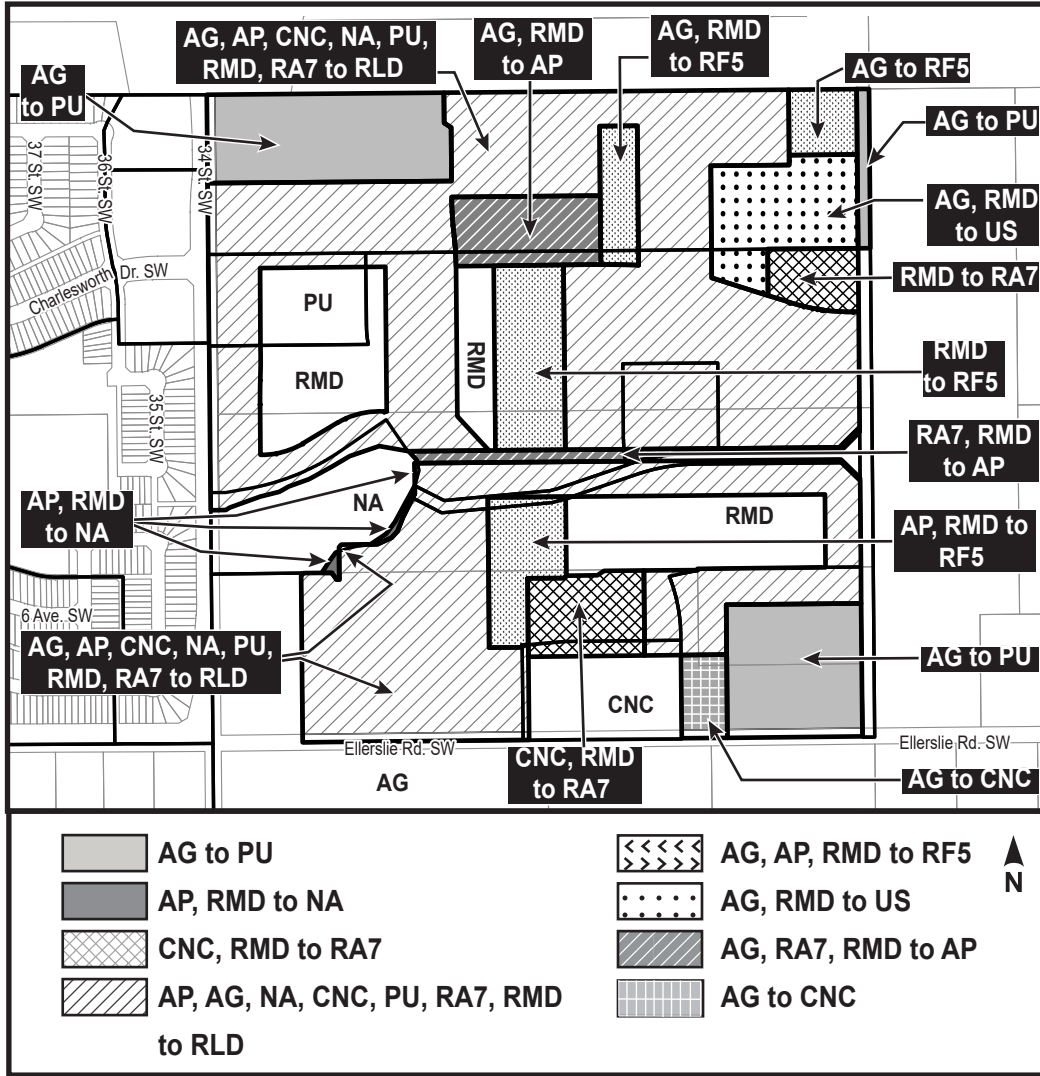 AG, AP, CNC, NA, PU,
RMD, RA7 to RLD
AG, RMD
to AP
AG, RMD
to RF5
AG
to PU
AG to RF5
AG to PU
AG, RMD
to US
RMD to RA7
RMD
to RF5
RA7, RMD
to AP
AP, RMD to
RF5
AG to PU
AG to CNC
CNC, RMD
to RA7
AP, RMD
to NA
AG, AP, CNC, NA, PU,
RMD, RA7 to RLD
37 St. SW
36 St. SW
34 St. SW
Charlesworth Dr. SW
35 St. SW
6 Ave. SW
PU
RMD
RMD
NA
RMD
CNC
Ellerslie Rd. SW
Ellerslie Rd. SW
AG
AG to PU
AP, RMD to NA
CNC, RMD to RA7
AP, AG, NA, CNC, PU, RA7, RMD
to RLD
AG, AP, RMD to RF5
AG, RMD to US
AG, RA7, RMD to AP
AG to CNC
N